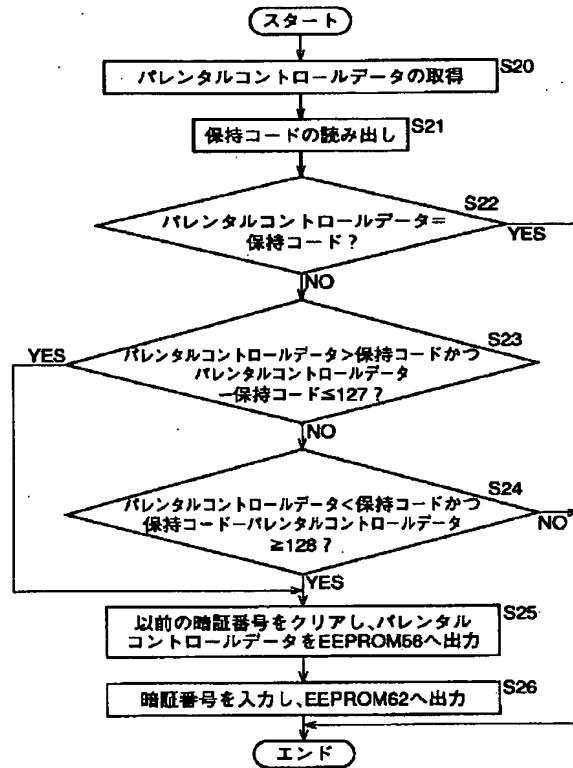 スタート
S20
パレンタルコントロールデータの取得
S21
保持コードの読み出し
S22
パレンタルコントロールデータ=
保持コード?
YES
NO
S23
YES
パレンタルコントロールデータ>保持コードかつ
パレンタルコントロールデータ
ー保持コード≦127?
NO
S24
パレンタルコントロールデータ<保持コードかつ
保持コードーパレンタルコントロールデータ
≧128?
NO
YES
S25
以前の暗証番号をクリアし、パレンタル
コントロールデータをEEPROM56へ出力
S26
暗証番号を入力し、EEPROM62へ出力
エンド